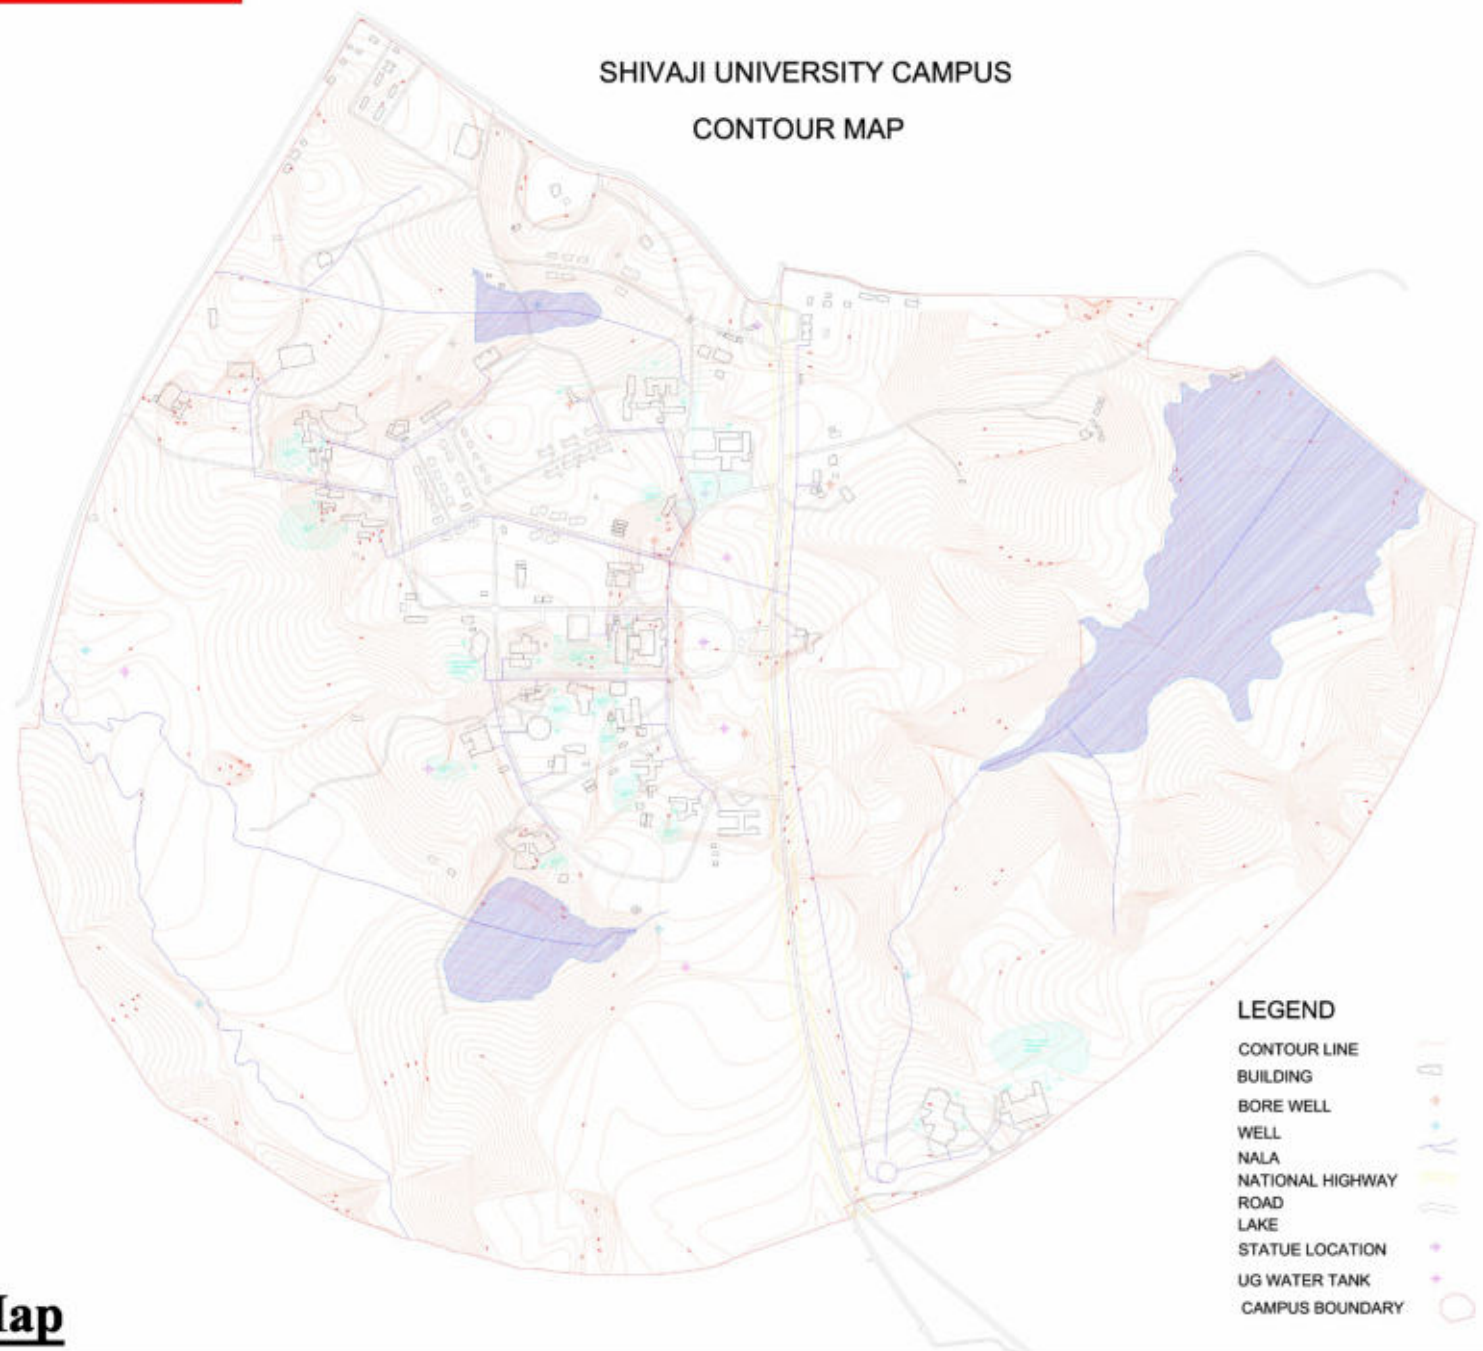 SHIVAJI UNIVERSITY CAMPUS
CONTOUR MAP
LEGEND
CONTOUR LINE
BUILDING
BORE WELL
WELL
NALA
NATIONAL HIGHWAY
ROAD
LAKE
STATUE LOCATION
UG WATER TANK
CAMPUS BOUNDARY